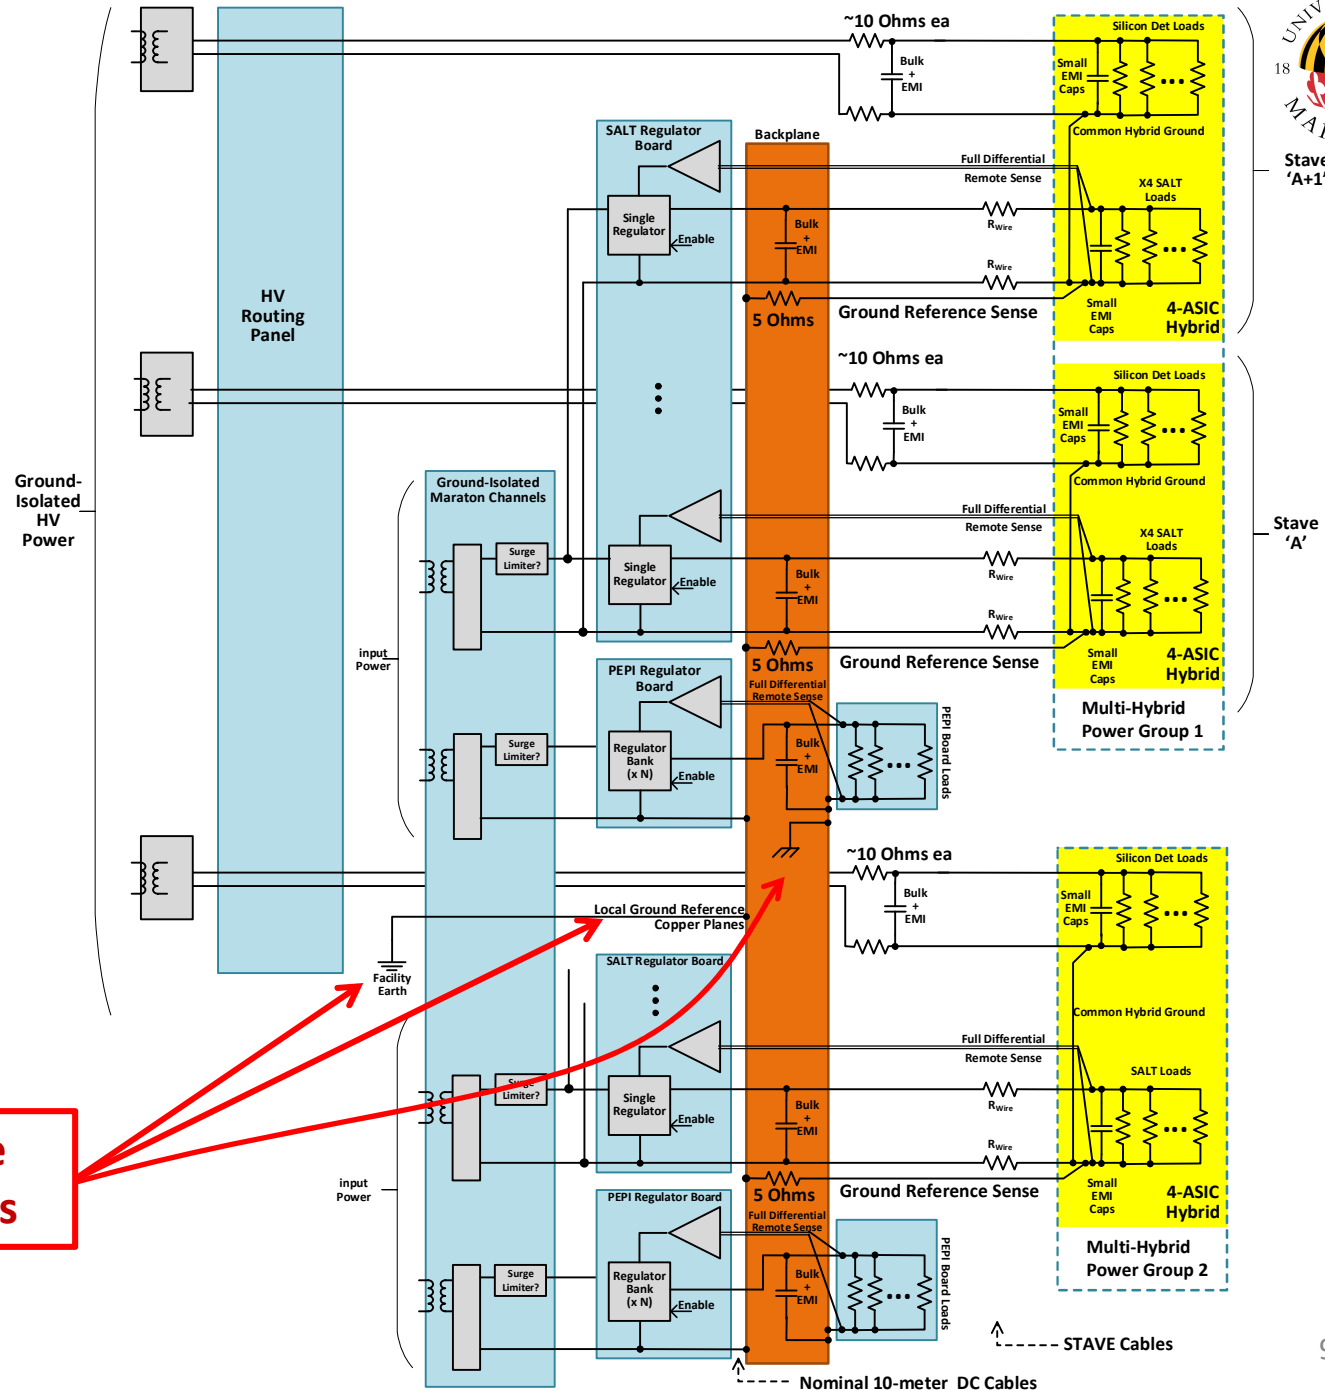 ~10 Ohms ea
Silicon Det Loads
Small
EMI
Caps
Bulk
+
EMI
Common Hybrid Ground
18
Stave
'A+1'
SALT Regulator
Board
Backplane
Full Differential
Remote Sense
X4 SALT
Loads
Single
Regulator
Enable
Bulk
+
EMI
RWire
RWire
HV
Routing
Panel
5 Ohms
Ground Reference Sense
Small
EMI
Caps
4-ASIC
Hybrid
~10 Ohms ea
Silicon Det Loads
Small
EMI
Caps
Bulk
+
EMI
Common Hybrid Ground
Ground-
Isolated
HV
Power
Ground-Isolated
Maraton Channels
Full Differential
Remote Sense
X4 SALT
Loads
Stave
'A'
Surge
Limiter?
Single
Regulator
Enable
Bulk
+
EMI
RWire
RWire
input
Power
5 Ohms
Ground Reference Sense
Small
EMI
Caps
4-ASIC
Hybrid
PEPI Regulator
Board
Full Differential
Remote Sense
Multi-Hybrid
Power Group 1
Surge
Limiter?
Regulator
Bank
(x N)
Enable
Bulk
+
EMI
PEPI Board Loads
~10 Ohms ea
Silicon Det Loads
Small
EMI
Caps
Bulk
+
EMI
Local Ground Reference
Copper Planes
Facility
Earth
SALT Regulator Board
Common Hybrid Ground
Full Differential
Remote Sense
SALT Loads
Surge
Limiter?
Single
Regulator
Enable
Bulk
+
EMI
RWire
RWire
input
Power
5 Ohms
Ground Reference Sense
Small
EMI
Caps
4-ASIC
Hybrid
PEPI Regulator Board
Full Differential
Remote Sense
Multi-Hybrid
Power Group 2
Surge
Limiter?
Regulator
Bank
(x N)
Enable
Bulk
+
EMI
PEPI Board Loads
STAVE Cables
Nominal 10-meter DC Cables